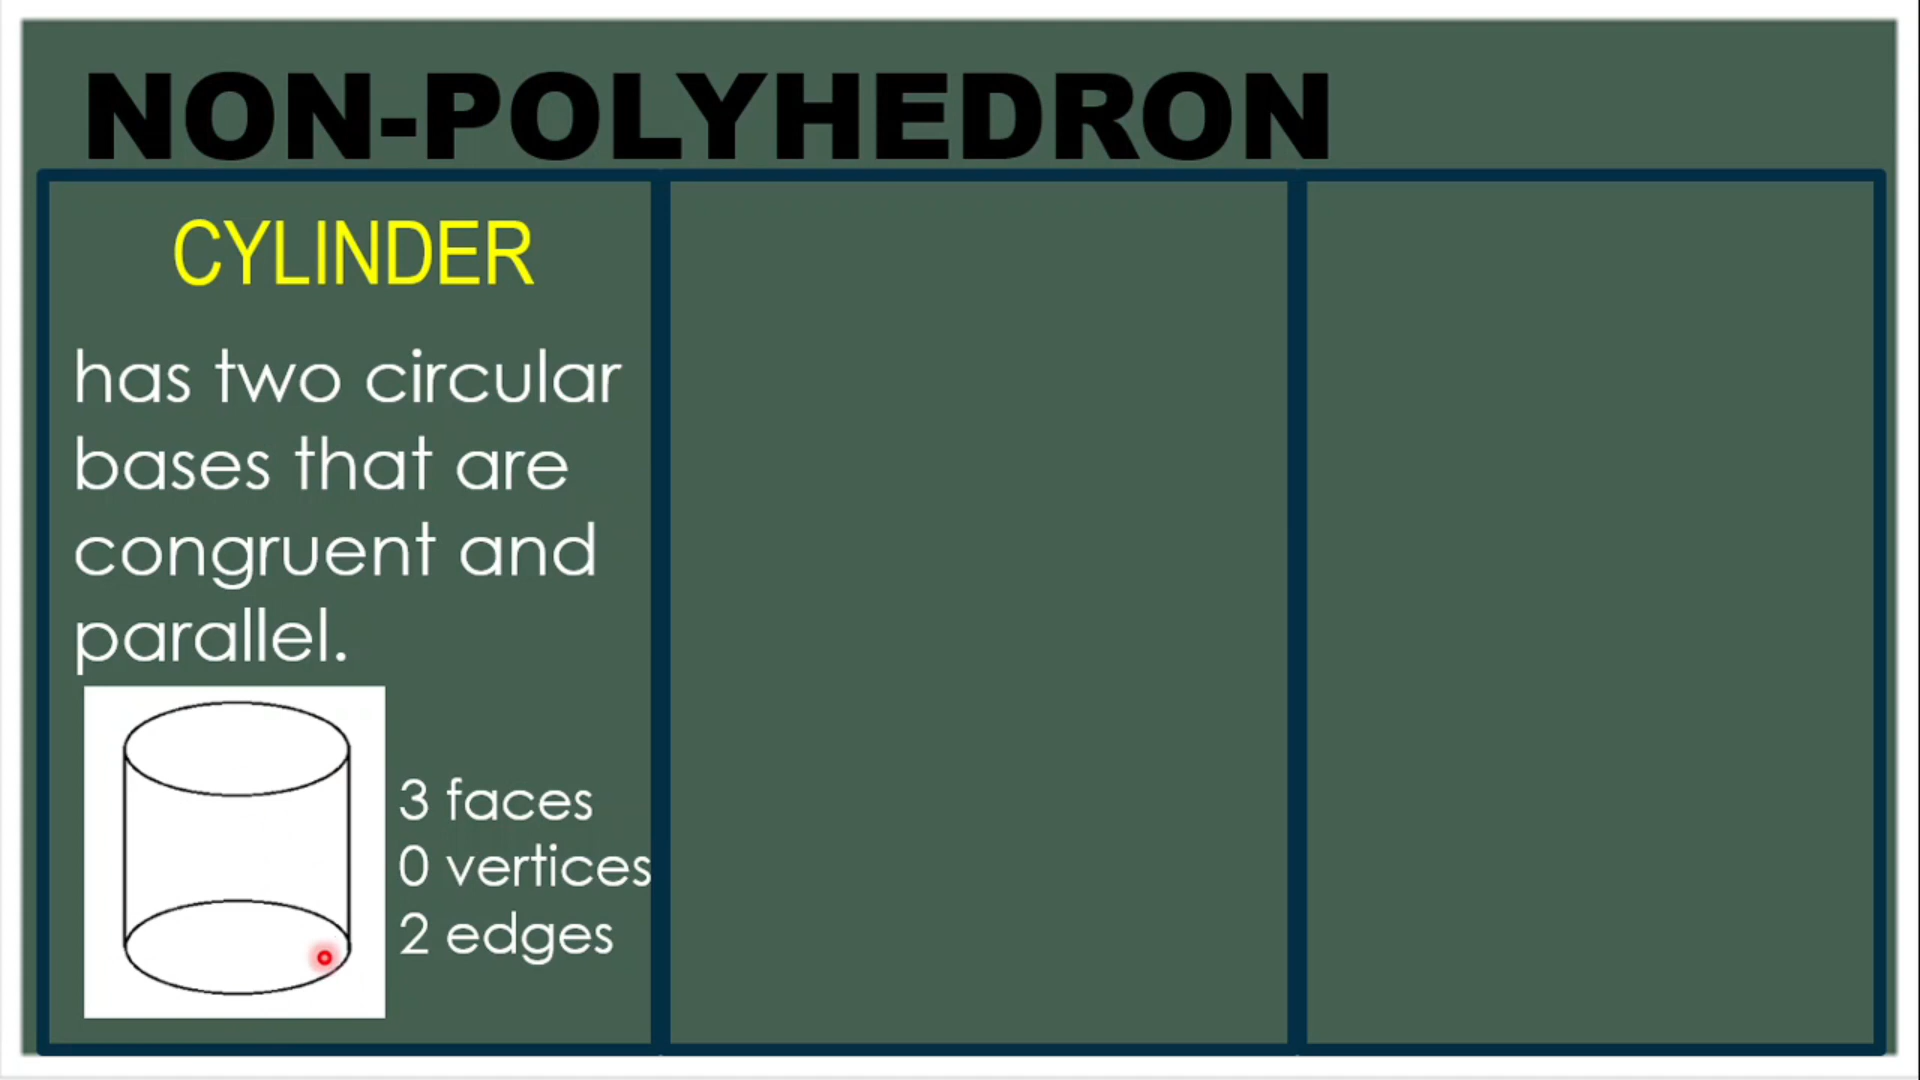 NON-POLYHEDRON
CYLINDER
has two circular
bases that are
congruent and
parallel.
3 faces
0 vertices
2 edges